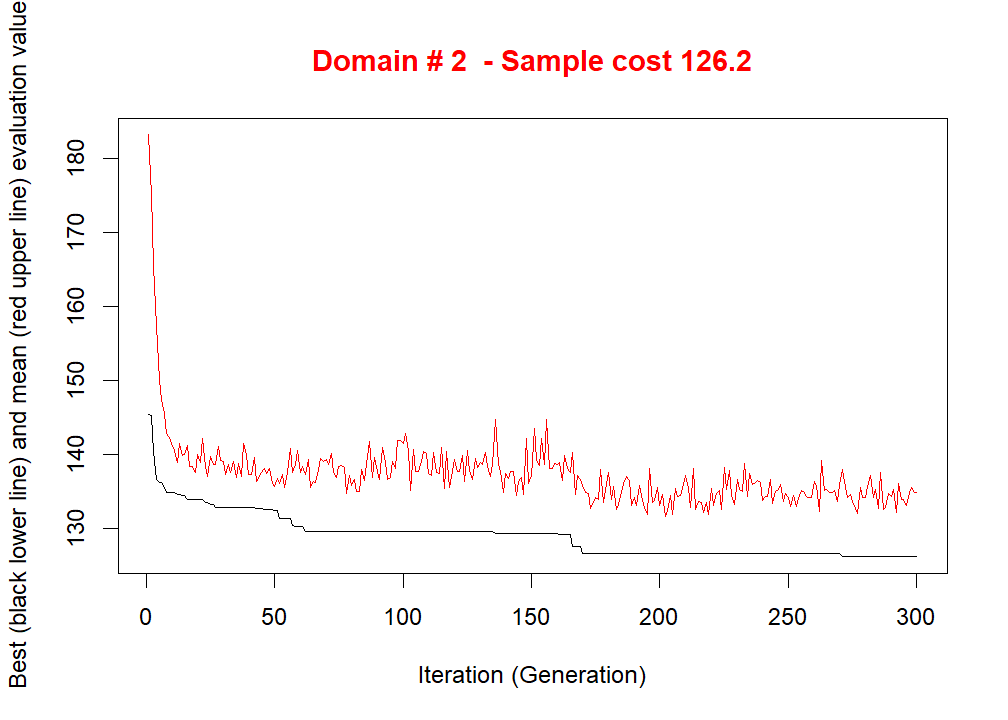 Domain # 2  - Sample cost 126.2
Best (black lower line) and mean (red upper line) evaluation value
180
170
160
150
140
130
0 50 100 150 200 250 300
Iteration (Generation)